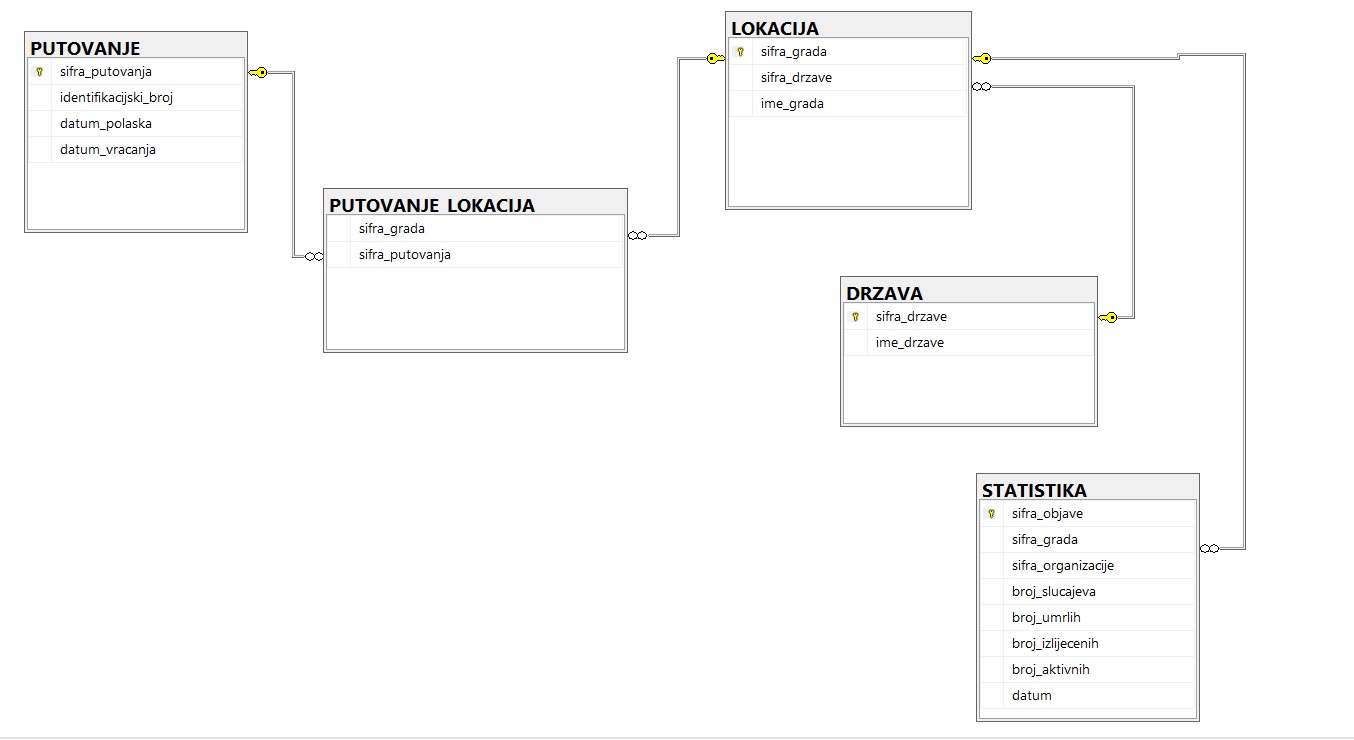 PUTOVANJE
sifra_putovanja
identifikacijski_broj
datum_polaska
datum_vracanja
PUTOVANJE_LOKACIJA
sifra_grada
sifra_putovanja
LOKACIJA
sifra_grada
sifra_drzave
ime_grada
DRZAVA
sifra_drzave
ime_drzave
STATISTIKA
sifra_objave
sifra_grada
sifra_organizacije
broj_slucajeva
broj_umrlih
broj_izlijecenih
broj_aktivnih
datum